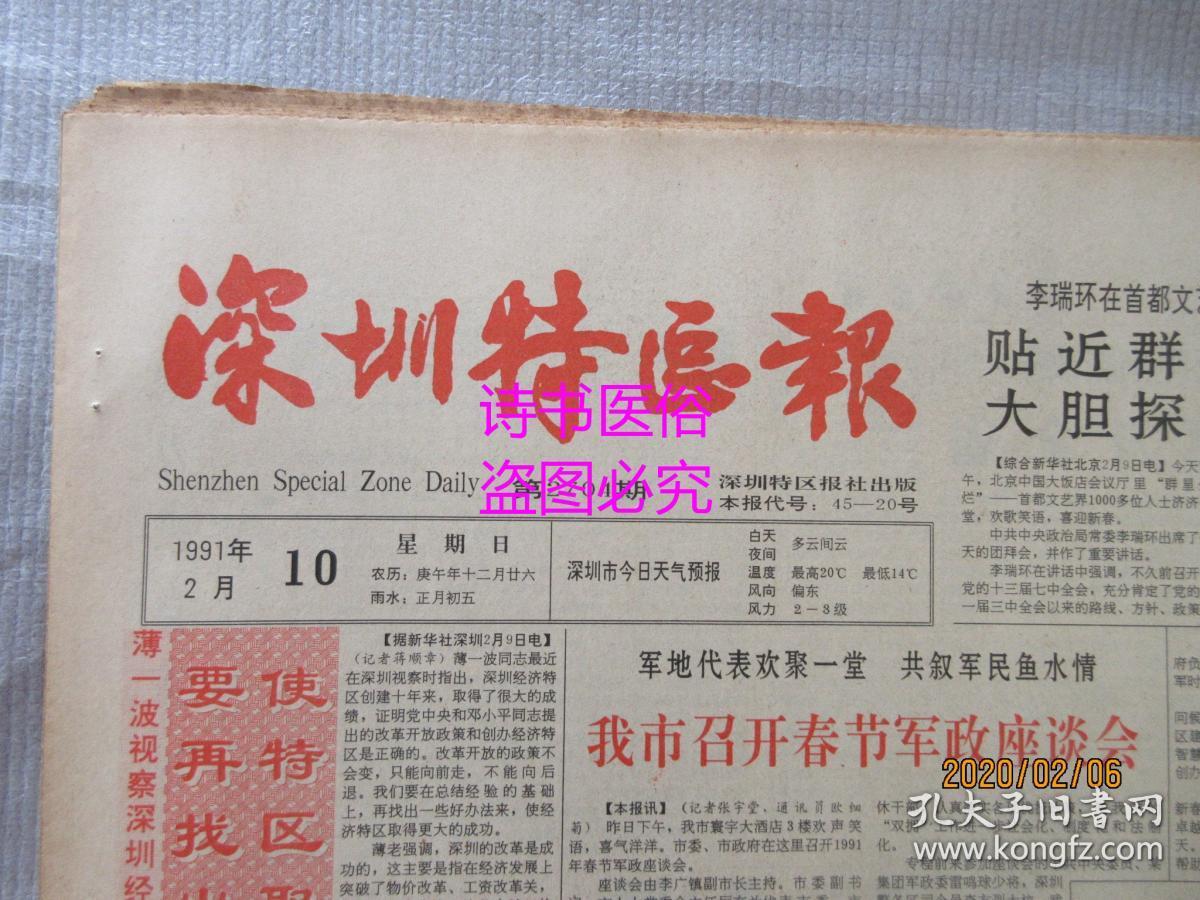 深圳特區報
Shenzhen Special Zone Daily
深圳特区报社出版
本报代号：45—20号
诗书医俗
盗图必究
1991年
2月
10
星期日
农历：庚午年十二月廿六
雨水：正月初五
深圳市今日天气预报
白天
夜间 多云间云
温度 最高20℃ 最低14℃
风向 偏东
风力 2－3级
李瑞环在首都文
贴近群
大胆探
【综合新华社北京2月9日电】今天
午，北京中国大饭店会议厅里“群星
烂”——首都文艺界1000多位人士济济
堂，欢歌笑语，喜迎新春。
中共中央政治局常委李瑞环出席了
天的团拜会，并作了重要讲话。
李瑞环在讲话中强调，不久前召开
党的十三届七中全会，充分肯定了党的
一届三中全会以来的路线、方针、政策
薄一波视察深圳经
使特区取
要再找出
【据新华社深圳2月9日电】
（记者蒋顺章）薄一波同志最近
在深圳视察时指出，深圳经济特
区创建十年来，取得了很大的成
绩，证明党中央和邓小平同志提
出的改革开放政策和创办经济特
区是正确的。改革开放的政策不
会变，只能向前走，不能向后
退。我们要在总结经验的基础
上，再找出一些好办法来，使经
济特区取得更大的成功。
薄老强调，深圳的改革是成
功的，这主要是指在经济发展上
突破了物价改革、工资改革关，
军地代表欢聚一堂 共叙军民鱼水情
我市召开春节军政座谈会
【本报讯】
昨日下午，我市寰宇大酒店3楼欢声笑
语，喜气洋洋。市委、市政府在这里召开1991
年春节军政座谈会。
座谈会由李广镇副市长主持。市委副书
集团军政委雷鸣球少将，深圳
2020/02/06
孔夫子旧书网
www.kongfz.com